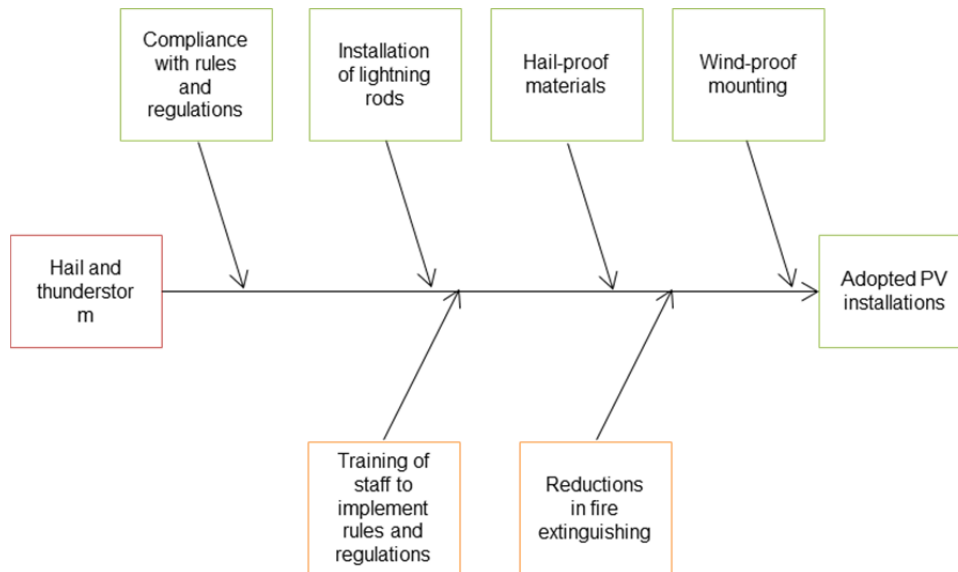 Compliance
with rules
and
regulations
Installation
of lightning
rods
Hail-proof
materials
Wind-proof
mounting
Hail and
thunderstor
m
Adopted PV
installations
Training of
staff to
implement
rules and
regulations
Reductions
in fire
extinguishing